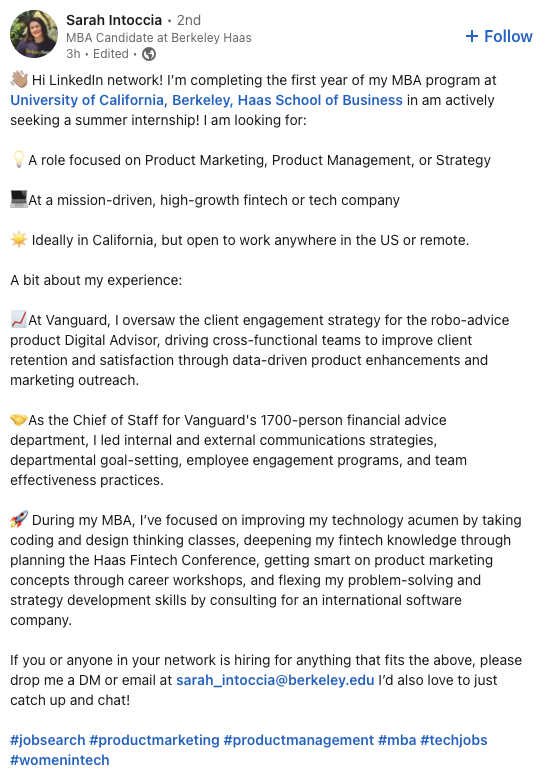 Sarah Intoccia • 2nd
MBA Candidate at Berkeley Haas
3h • Edited •
+ Follow
👋🏽 Hi LinkedIn network! I’m completing the first year of my MBA program at
University of California, Berkeley, Haas School of Business in am actively
seeking a summer internship! I am looking for:
💡A role focused on Product Marketing, Product Management, or Strategy
💻At a mission-driven, high-growth fintech or tech company
☀️ Ideally in California, but open to work anywhere in the US or remote.
A bit about my experience:
📈At Vanguard, I oversaw the client engagement strategy for the robo-advice
product Digital Advisor, driving cross-functional teams to improve client
retention and satisfaction through data-driven product enhancements and
marketing outreach.
🤝As the Chief of Staff for Vanguard's 1700-person financial advice
department, I led internal and external communications strategies,
departmental goal-setting, employee engagement programs, and team
effectiveness practices.
🚀 During my MBA, I’ve focused on improving my technology acumen by taking
coding and design thinking classes, deepening my fintech knowledge through
planning the Haas Fintech Conference, getting smart on product marketing
concepts through career workshops, and flexing my problem-solving and
strategy development skills by consulting for an international software
company.
If you or anyone in your network is hiring for anything that fits the above, please
drop me a DM or email at sarah_intoccia@berkeley.edu I’d also love to just
catch up and chat!
#jobsearch #productmarketing #productmanagement #mba #techjobs
#womenintech